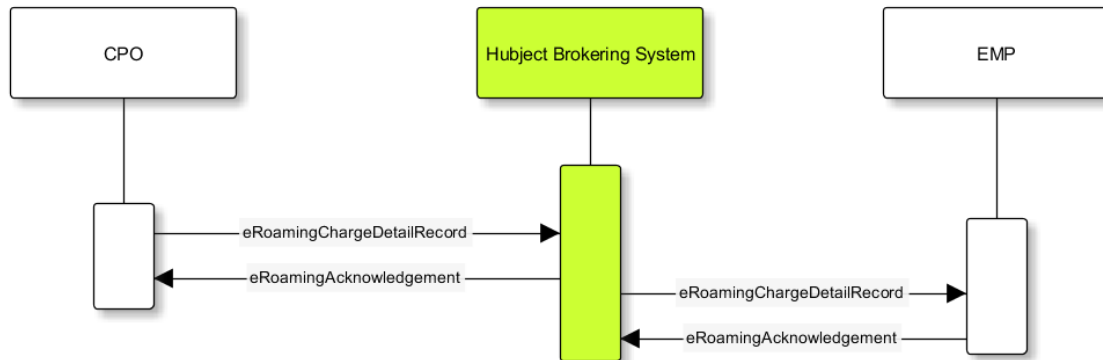 CPO
Hubject Brokering System
EMP
eRoamingChargeDetailRecord
eRoamingAcknowledgement
eRoamingChargeDetailRecord
eRoamingAcknowledgement